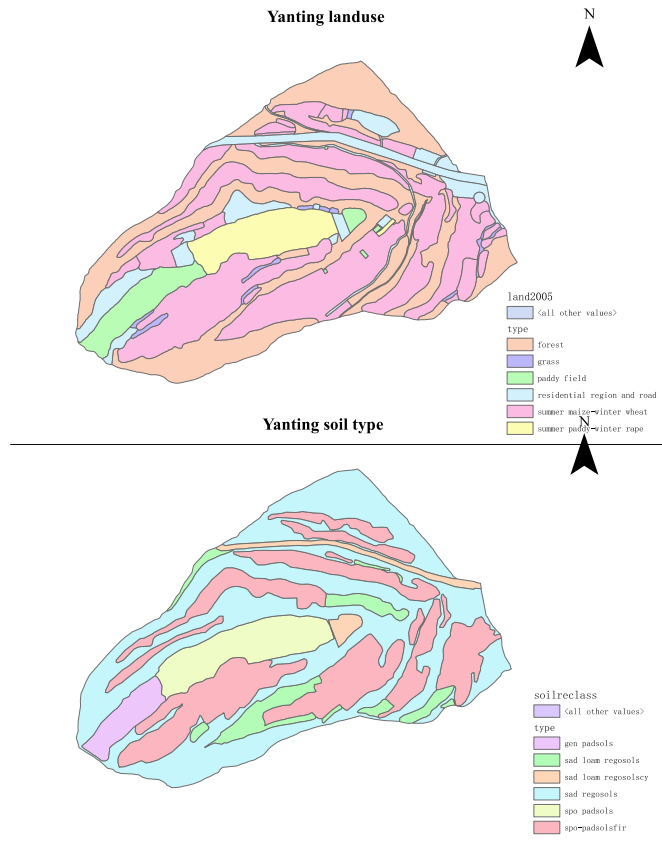 Yanting landuse
N
land2005
<all other values>
type
forest
grass
paddy field
residential region and road
summer maize-winter wheat
summer paddy-winter rape
Yanting soil type
N
soilreclass
<all other values>
type
gen padsols
sad loam regosols
sad loam regosolscy
sad regosols
spo padsols
spo-padsolsfir